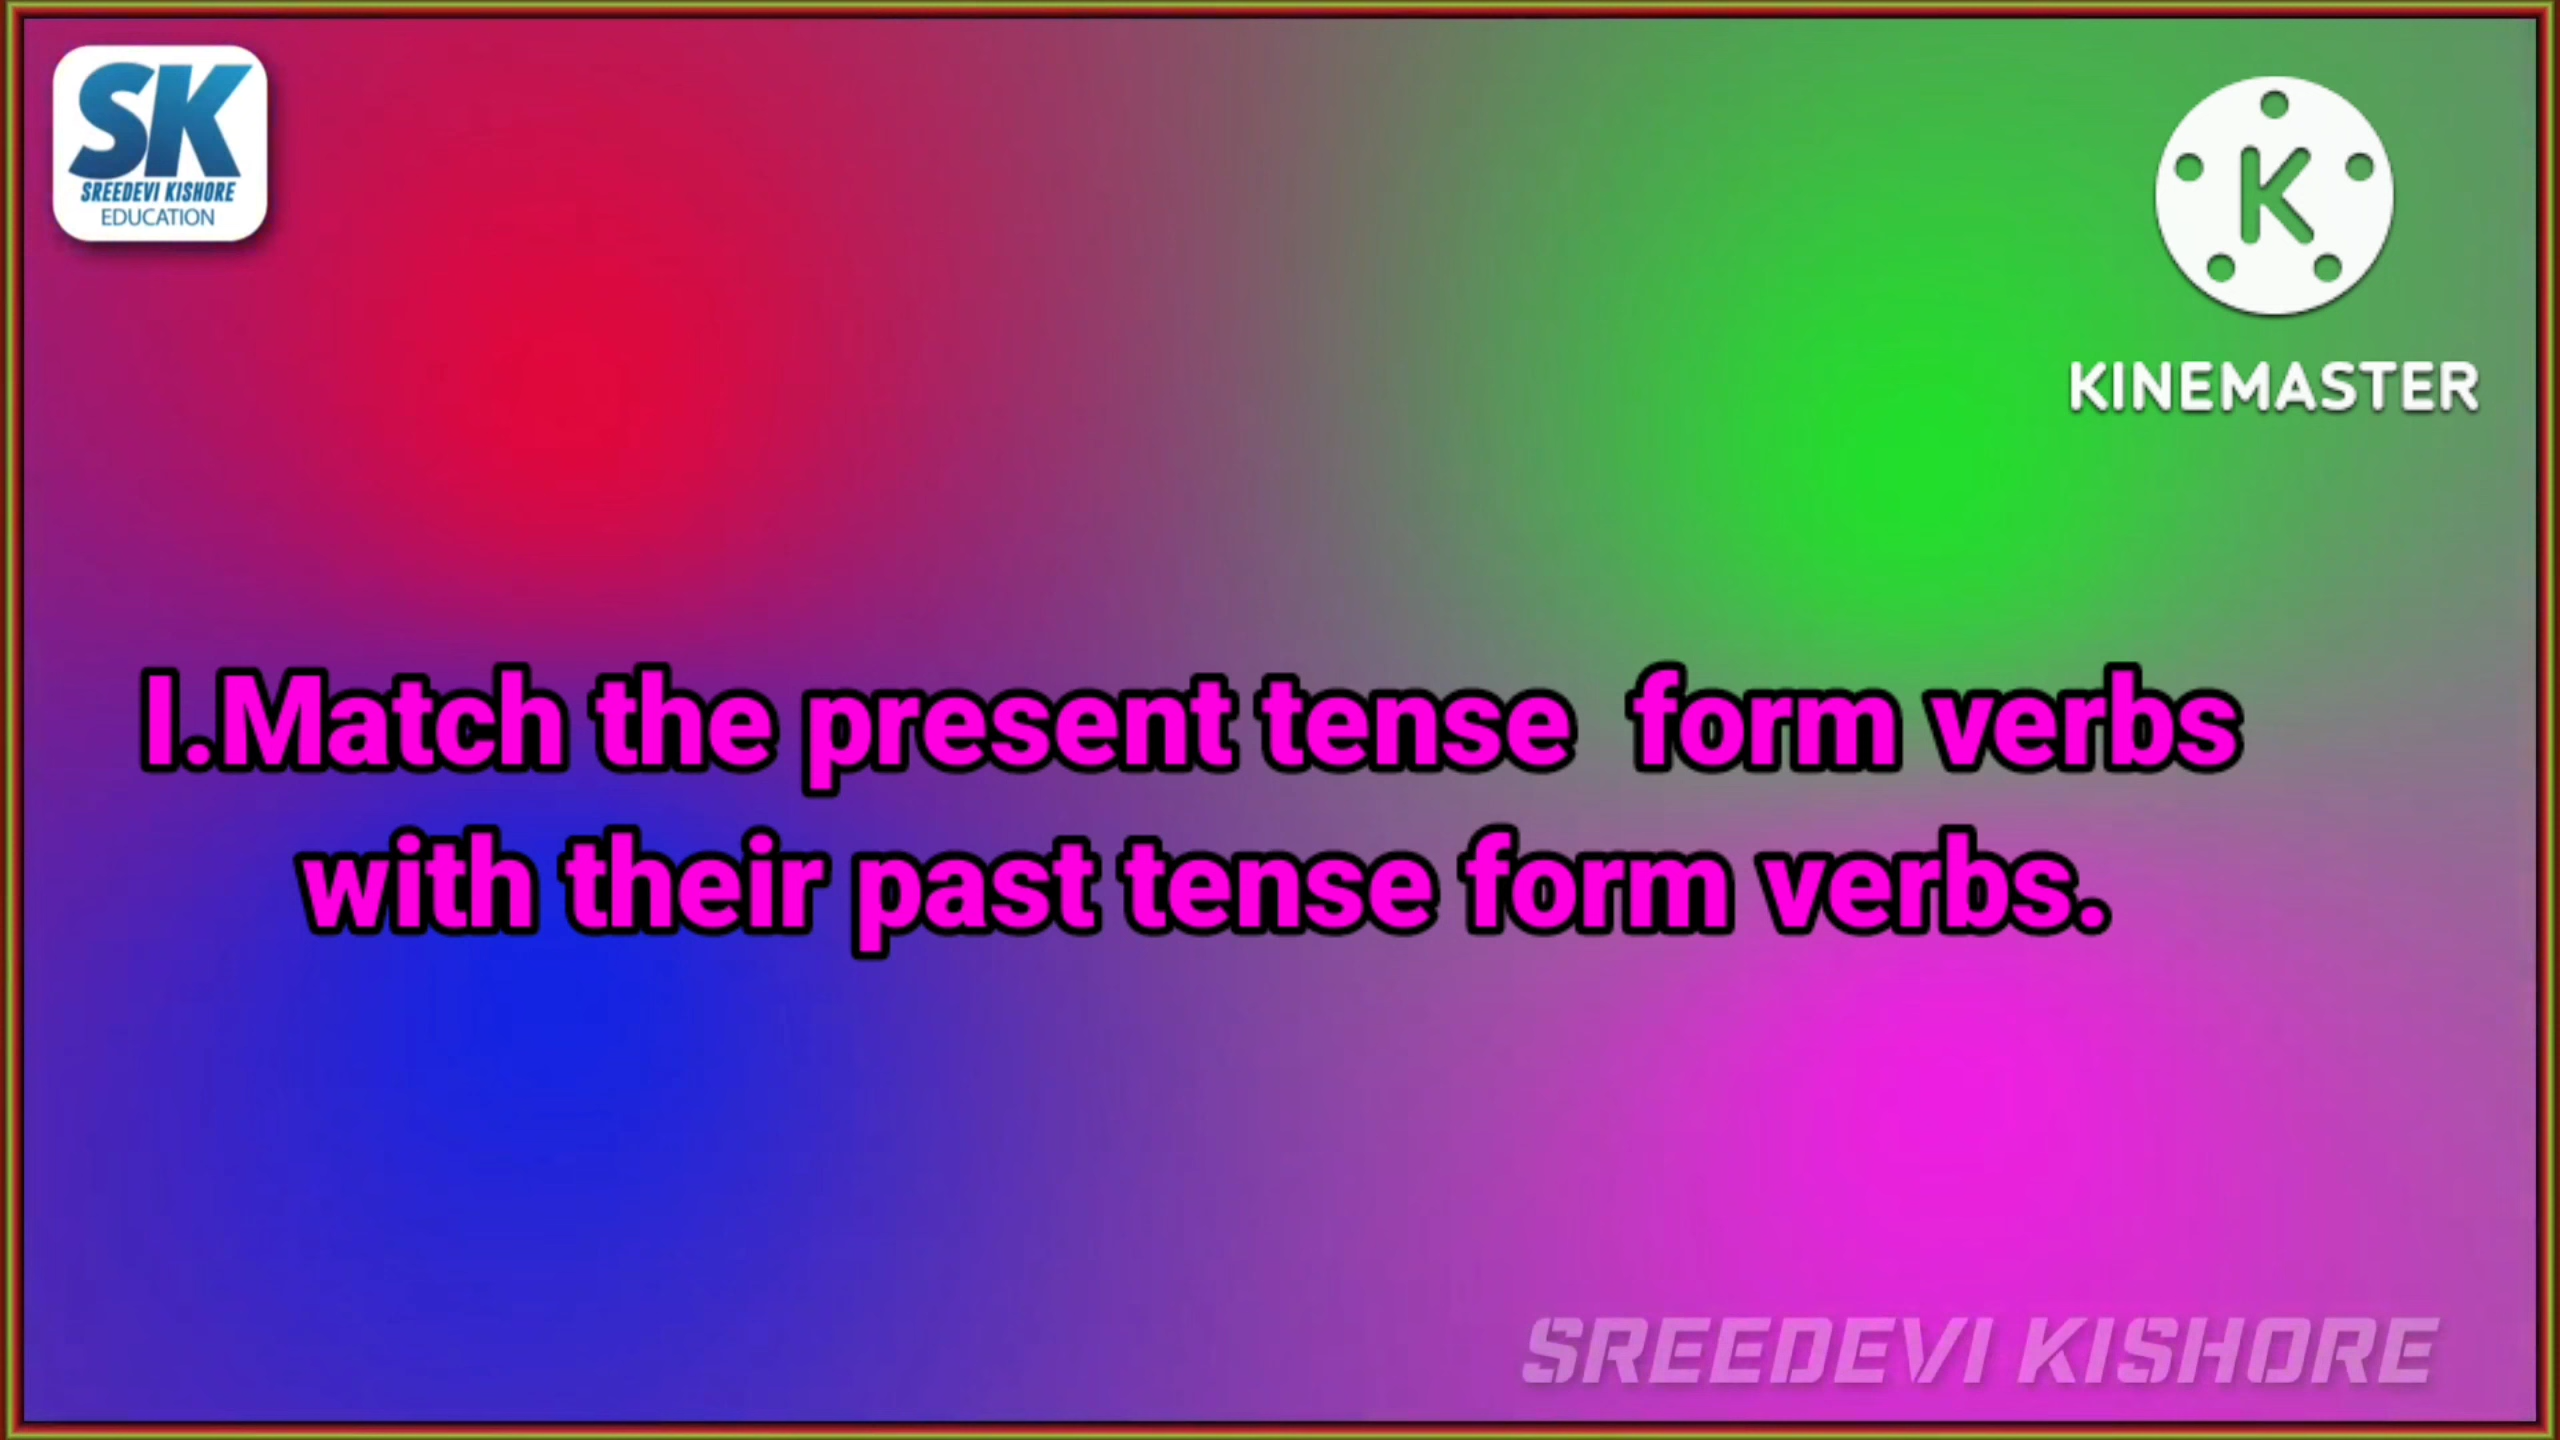 SK
SREEDEVI KISHORE
EDUCATION
K
KINEMASTER
I.Match the present tense  form verbs
with their past tense form verbs.
SREEDEVI KISHORE